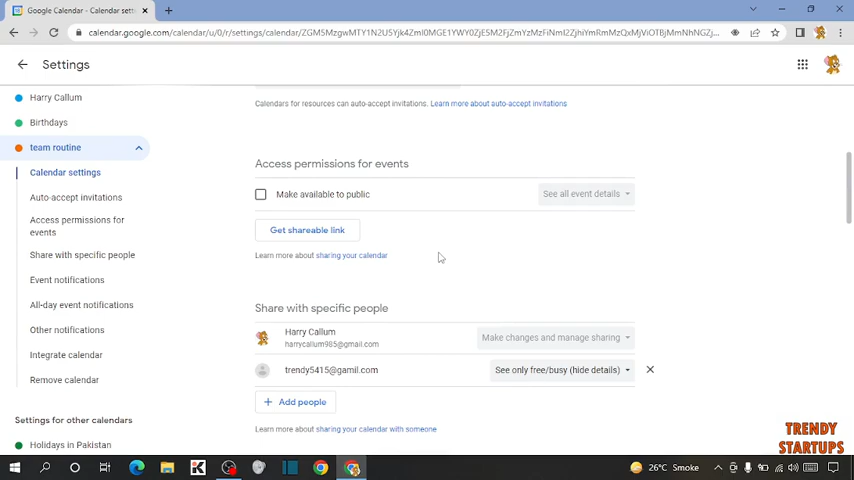 Google Calendar - Calendar setti
calendar.google.com/calendar/u/0/r/settings/calendar/
Settings
Harry Callum
Birthdays
team routine
Calendar settings
Auto-accept invitations
Access permissions for
events
Share with specific people
Event notifications
All-day event notifications
Other notifications
Integrate calendar
Remove calendar
Settings for other calendars
Holidays in Pakistan
Calendars for resources can auto-accept invitations. Learn more about auto-accept invitations
Access permissions for events
Make available to public
See all event details
Get shareable link
Learn more about sharing your calendar
Share with specific people
Harry Callum
harrycallum985@gmail.com
Make changes and manage sharing
trendy5415@gamil.com
See only free/busy (hide details)
+ Add people
Learn more about sharing your calendar with someone
TRENDY
STARTUPS
26°C Smoke